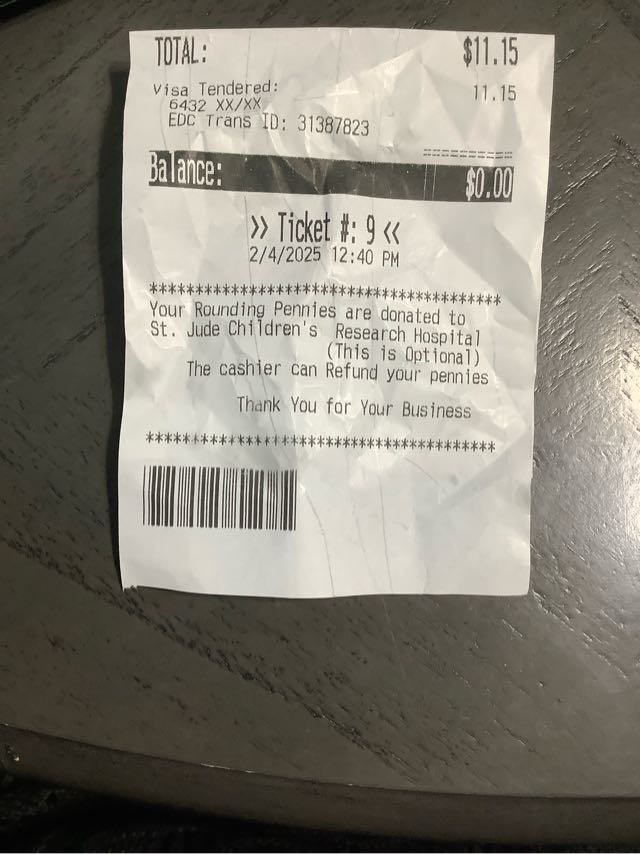 TOTAL: $11.15
Visa Tendered: 11.15
6432 XX/XX
EDC Trans ID: 31387823
==========
Balance: $0.00
>> Ticket #: 9 <<
2/4/2025 12:40 PM
****************************************
Your Rounding Pennies are donated to
St. Jude Children's Research Hospital
(This is Optional)
The cashier can Refund your pennies
Thank You for Your Business
****************************************